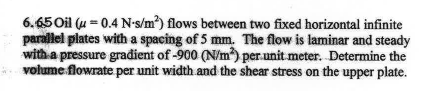 6.65 Oil (μ = 0.4 N·s/m²) flows between two fixed horizontal infinite
parallel plates with a spacing of 5 mm. The flow is laminar and steady
with a pressure gradient of -900 (N/m²) per unit meter. Determine the
volume flowrate per unit width and the shear stress on the upper plate.